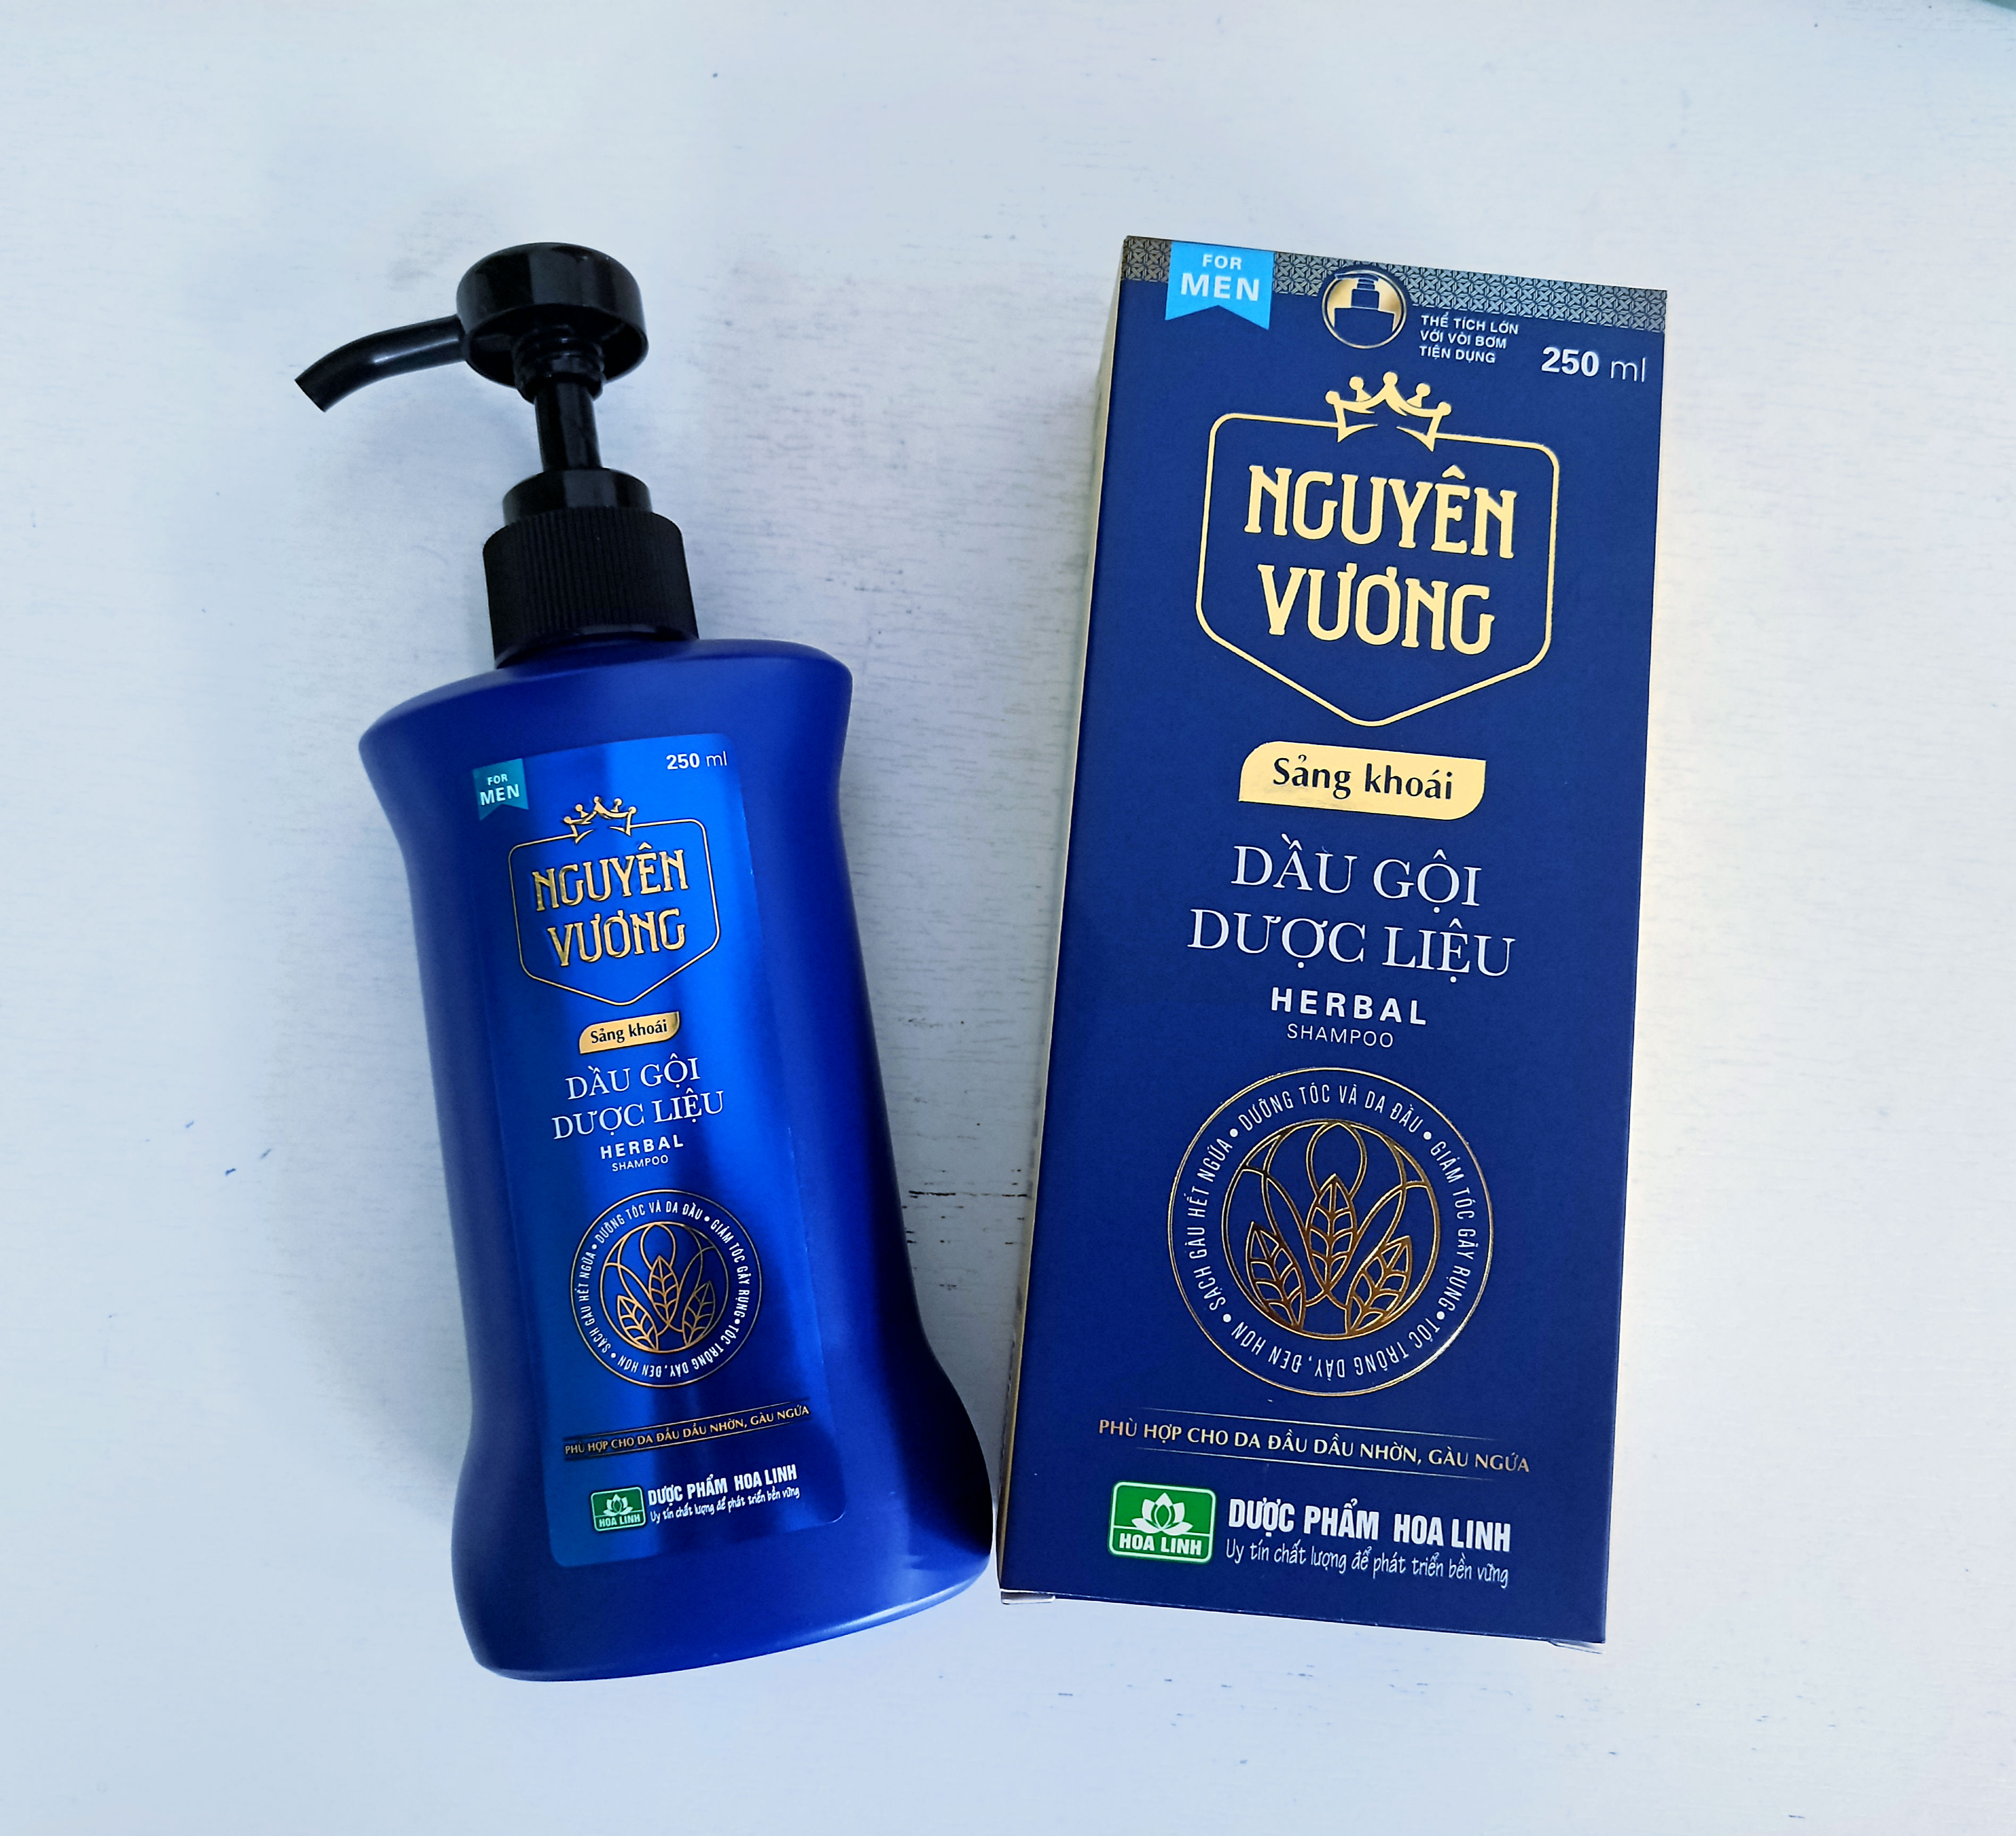 FOR
MEN
250 ml
NGUYÊN
VƯƠNG
Sảng khoái
DẦU GỘI
DƯỢC LIỆU
HERBAL
SHAMPOO
• SẠCH GÀU HẾT NGỨA • DƯỠNG TÓC VÀ DA ĐẦU • GIẢM TÓC GÃY RỤNG • TÓC TRÔNG DÀY, ĐEN HƠN
PHÙ HỢP CHO DA ĐẦU DẦU NHỜN, GÀU NGỨA
HOA LINH
DƯỢC PHẨM HOA LINH
Uy tín chất lượng để phát triển bền vững
FOR
MEN
THỂ TÍCH LỚN
VỚI VÒI BƠM
TIỆN DỤNG
250 ml
NGUYÊN
VƯƠNG
Sảng khoái
DẦU GỘI
DƯỢC LIỆU
HERBAL
SHAMPOO
• SẠCH GÀU HẾT NGỨA • DƯỠNG TÓC VÀ DA ĐẦU • GIẢM TÓC GÃY RỤNG • TÓC TRÔNG DÀY, ĐEN HƠN
PHÙ HỢP CHO DA ĐẦU DẦU NHỜN, GÀU NGỨA
HOA LINH
DƯỢC PHẨM HOA LINH
Uy tín chất lượng để phát triển bền vững